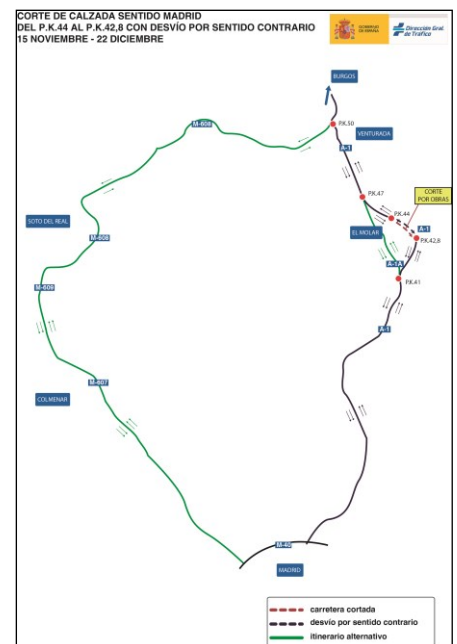 CORTE DE CALZADA SENTIDO MADRID
DEL P.K.44 AL P.K.42,8 CON DESVÍO POR SENTIDO CONTRARIO
15 NOVIEMBRE - 22 DICIEMBRE
GOBIERNO
DE ESPAÑA
Dirección Gral.
de Tráfico
BURGOS
M-608
P.K.50
VENTURADA
A-1
P.K.47
CORTE
POR OBRAS
P.K.44
SOTO DEL REAL
EL MOLAR
A-1
P.K.42,8
M-608
A-1A
P.K.41
M-609
A-1
M-607
COLMENAR
M-40
MADRID
carretera cortada
desvío por sentido contrario
itinerario alternativo